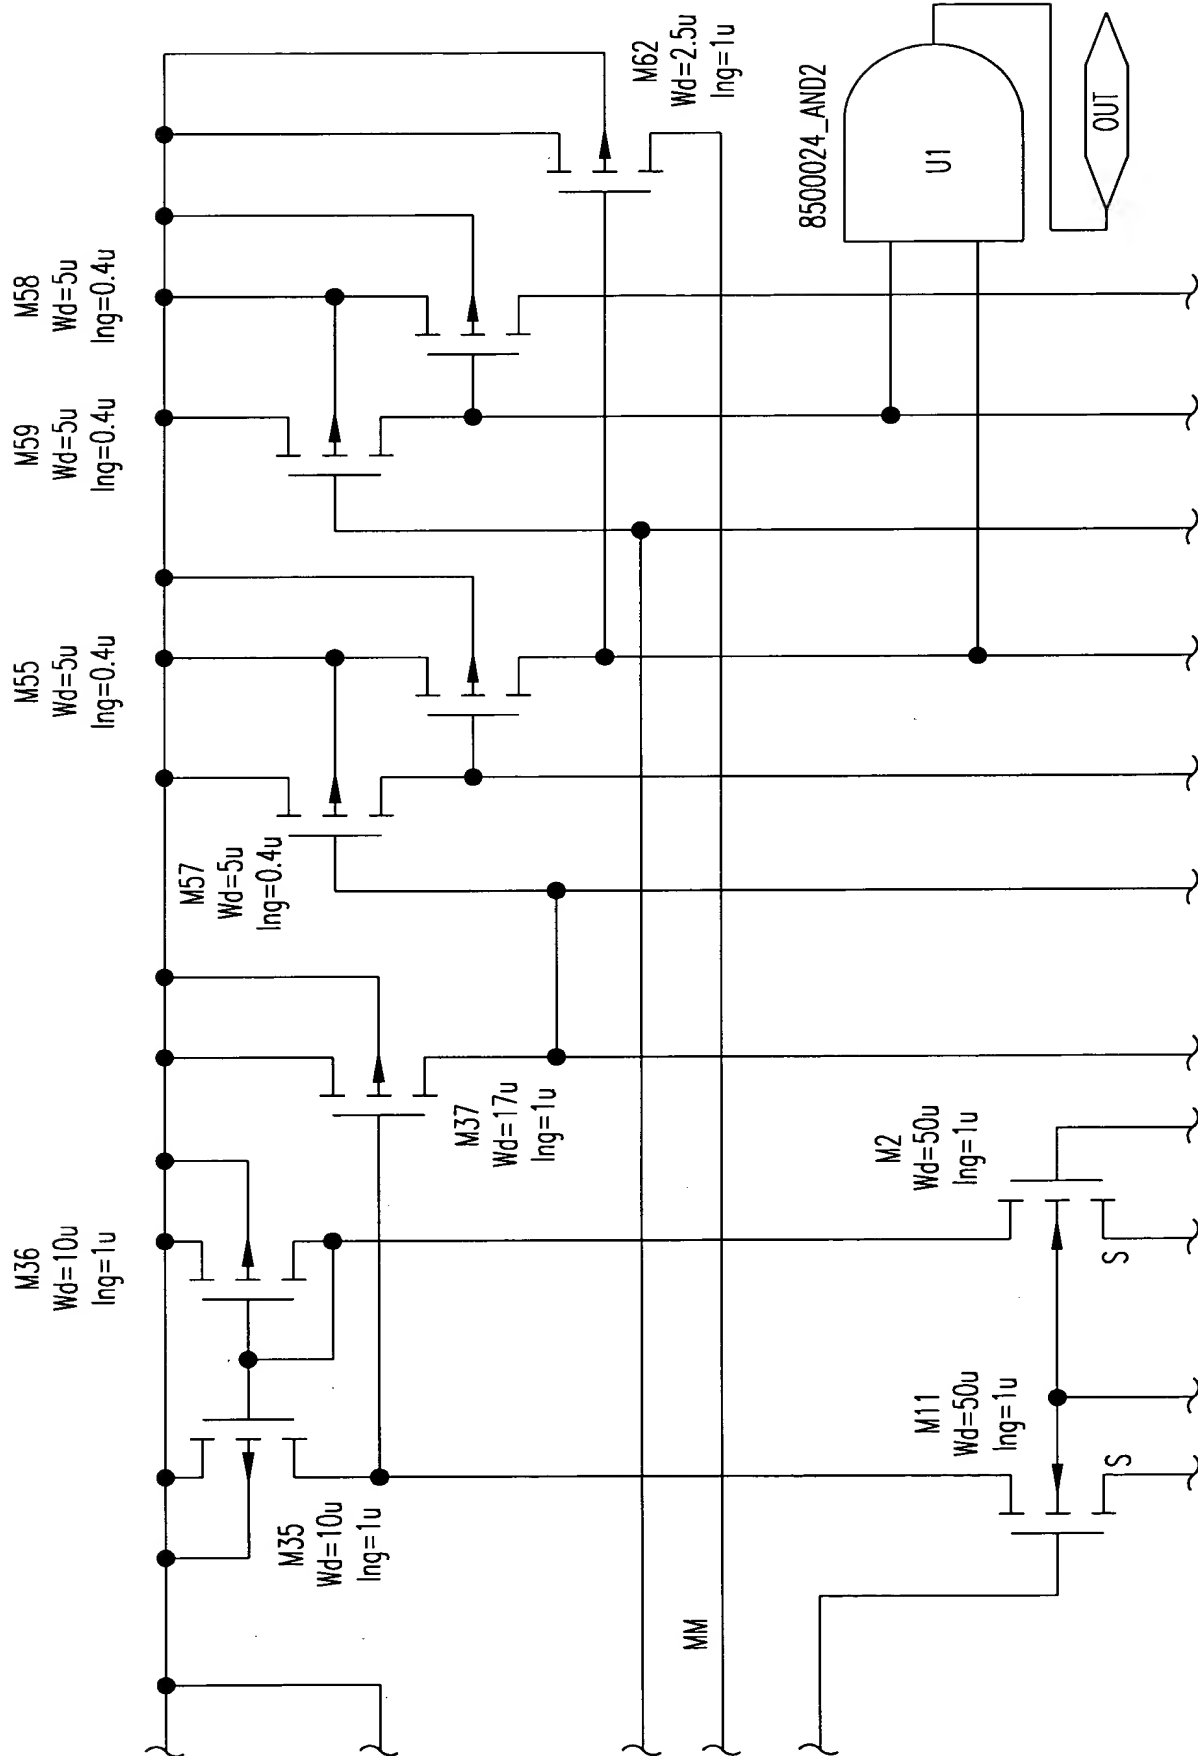 M36
Wd=10u
lng=1u
M35
Wd=10u
lng=1u
M37
Wd=17u
lng=1u
M57
Wd=5u
lng=0.4u
M55
Wd=5u
lng=0.4u
M59
Wd=5u
lng=0.4u
M58
Wd=5u
lng=0.4u
M62
Wd=2.5u
lng=1u
MM
M11
Wd=50u
lng=1u
S
M2
Wd=50u
lng=1u
S
8500024_AND2
U1
OUT